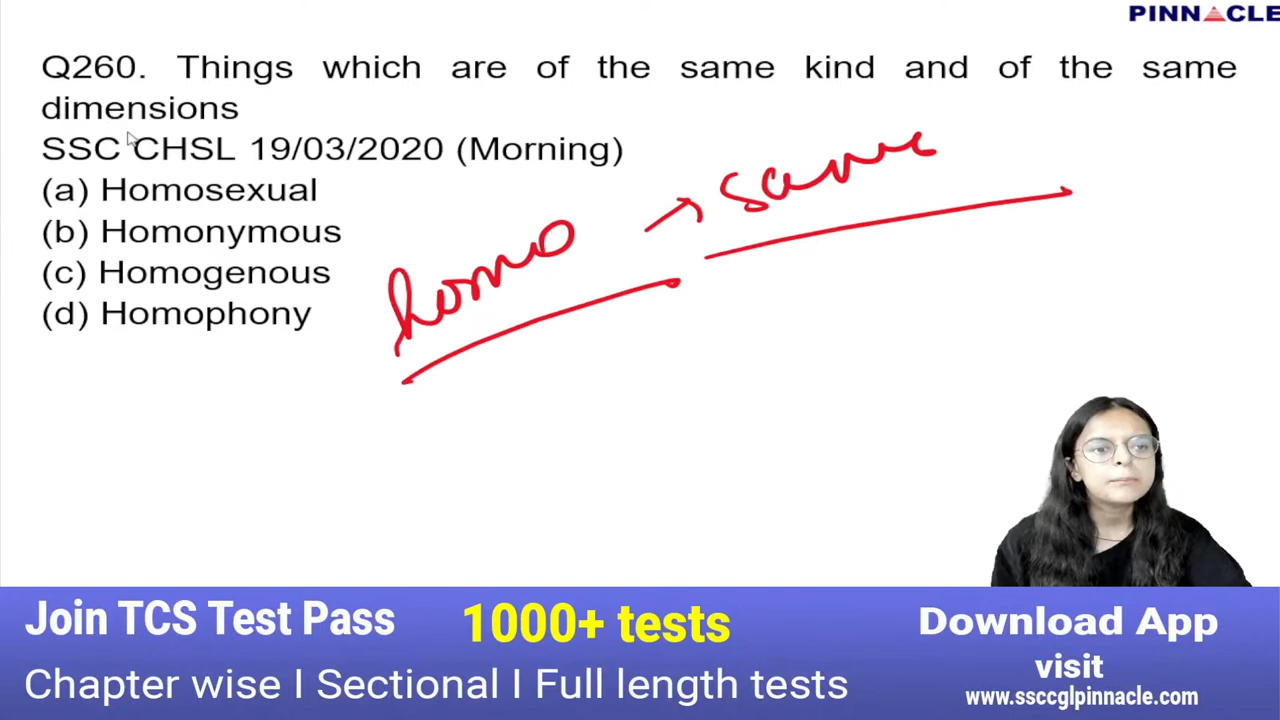 PINNACLE
Q260. Things which are of the same kind and of the same
dimensions
SSC CHSL 19/03/2020 (Morning)
(a) Homosexual
(b) Homonymous
(c) Homogenous
(d) Homophony
homo → same
Join TCS Test Pass
1000+ tests
Download App
Chapter wise I Sectional I Full length tests
visit
www.ssccglpinnacle.com